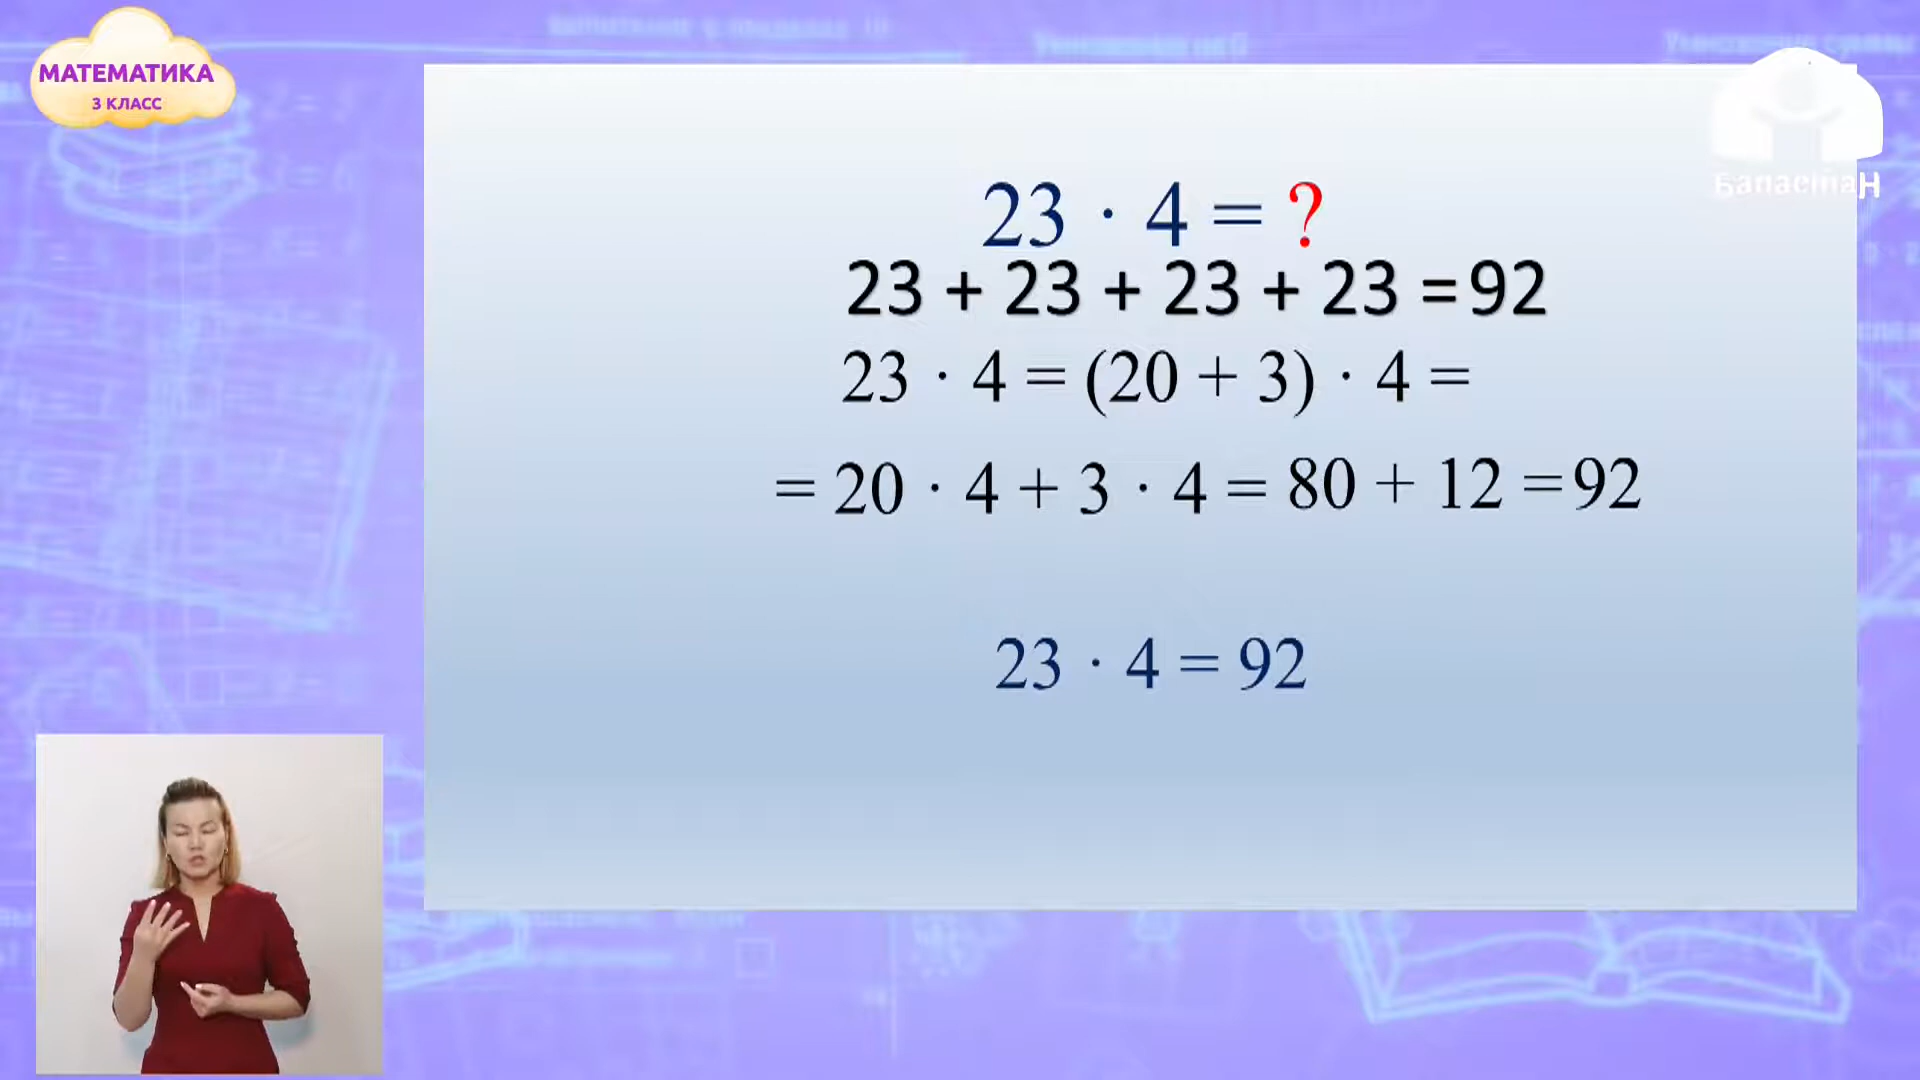 МАТЕМАТИКА
3 КЛАСС
Баластан
23 · 4 = ?
23 + 23 + 23 + 23 = 92
23 · 4 = (20 + 3) · 4 =
= 20 · 4 + 3 · 4 = 80 + 12 = 92
23 · 4 = 92